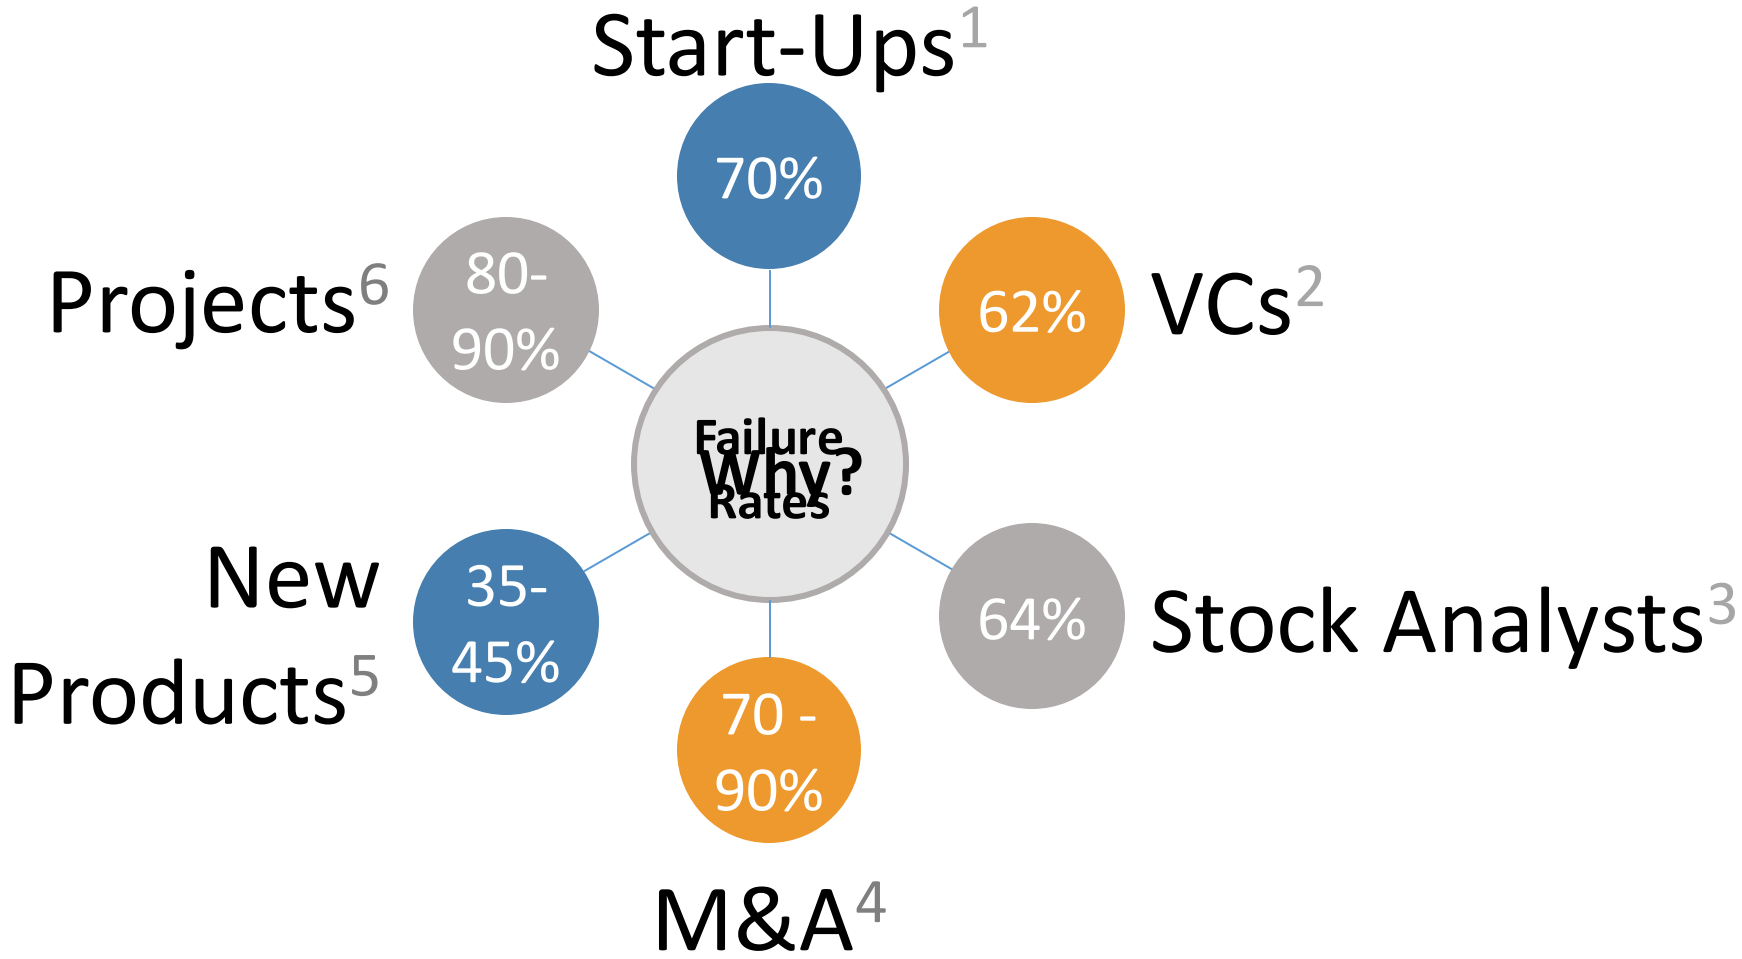 Start-Ups1
70%
VCs2
62%
Stock Analysts3
64%
M&A4
70 -
90%
New
Products5
35-
45%
Projects6
80-
90%
Failure
Rates
Why?